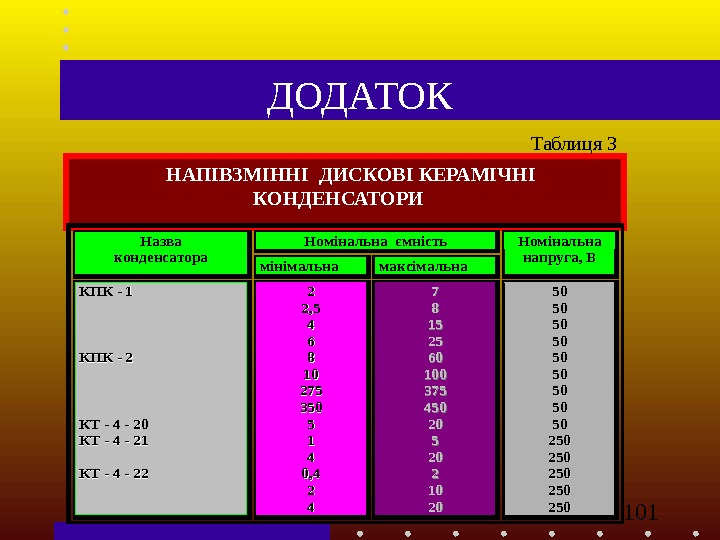 ДОДАТОК
Таблиця 3
НАПІВЗМІННІ ДИСКОВІ КЕРАМІЧНІ
КОНДЕНСАТОРИ
Назва
конденсатора
Номінальна ємність
мінімальна максімальна
Номінальна
напруга, В
КПК - 1 2 7 50
2,5 8 50
4 15 50
6 25 50
КПК - 2 8 60 50
10 100 50
275 375 50
350 450 50
КТ - 4 - 20 5 20 50
КТ - 4 - 21 1 5 250
4 20 250
КТ - 4 - 22 0,4 2 250
2 10 250
4 20 250
101